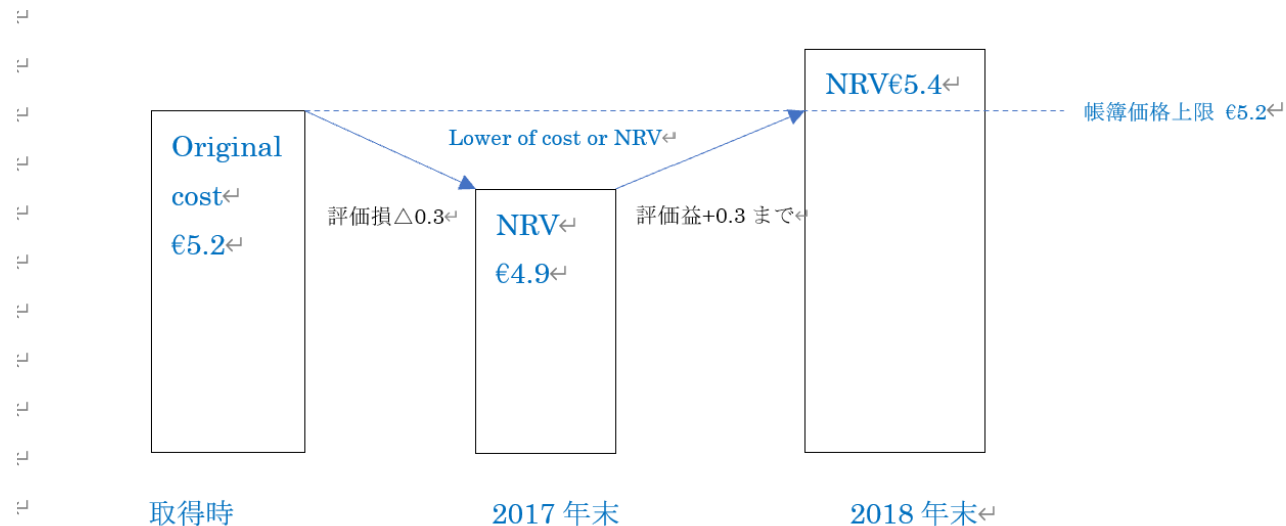 NRV€5.4
帳簿価格上限 €5.2
Original
cost
€5.2
Lower of cost or NRV
評価損△0.3
NRV
€4.9
評価益+0.3 まで
取得時
2017 年末
2018 年末